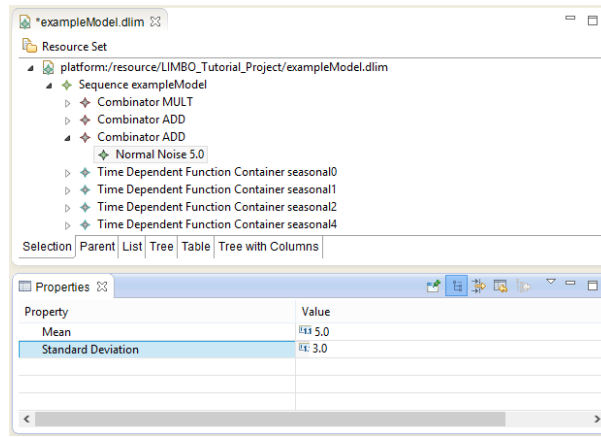 *exampleModel.dlim
Resource Set
platform:/resource/LIMBO_Tutorial_Project/exampleModel.dlim
Sequence exampleModel
Combinator MULT
Combinator ADD
Combinator ADD
Normal Noise 5.0
Time Dependent Function Container seasonal0
Time Dependent Function Container seasonal1
Time Dependent Function Container seasonal2
Time Dependent Function Container seasonal4
Selection Parent List Tree Table Tree with Columns
Properties
Property Value
Mean 5.0
Standard Deviation 3.0